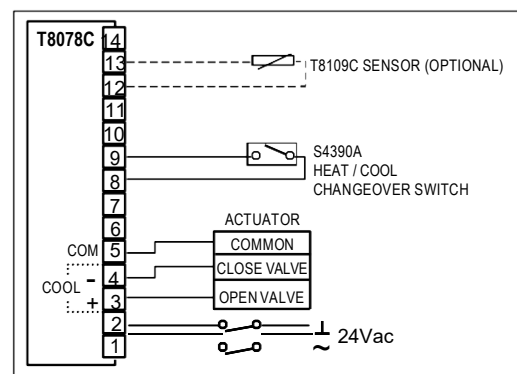 T8078C
14
13
T8109C SENSOR (OPTIONAL)
12
11
10
9
S4390A
HEAT / COOL
CHANGEOVER SWITCH
8
7
6
ACTUATOR
COM 5 COMMON
COOL
- 4 CLOSE VALVE
+ 3 OPEN VALVE
2
24Vac
~
1